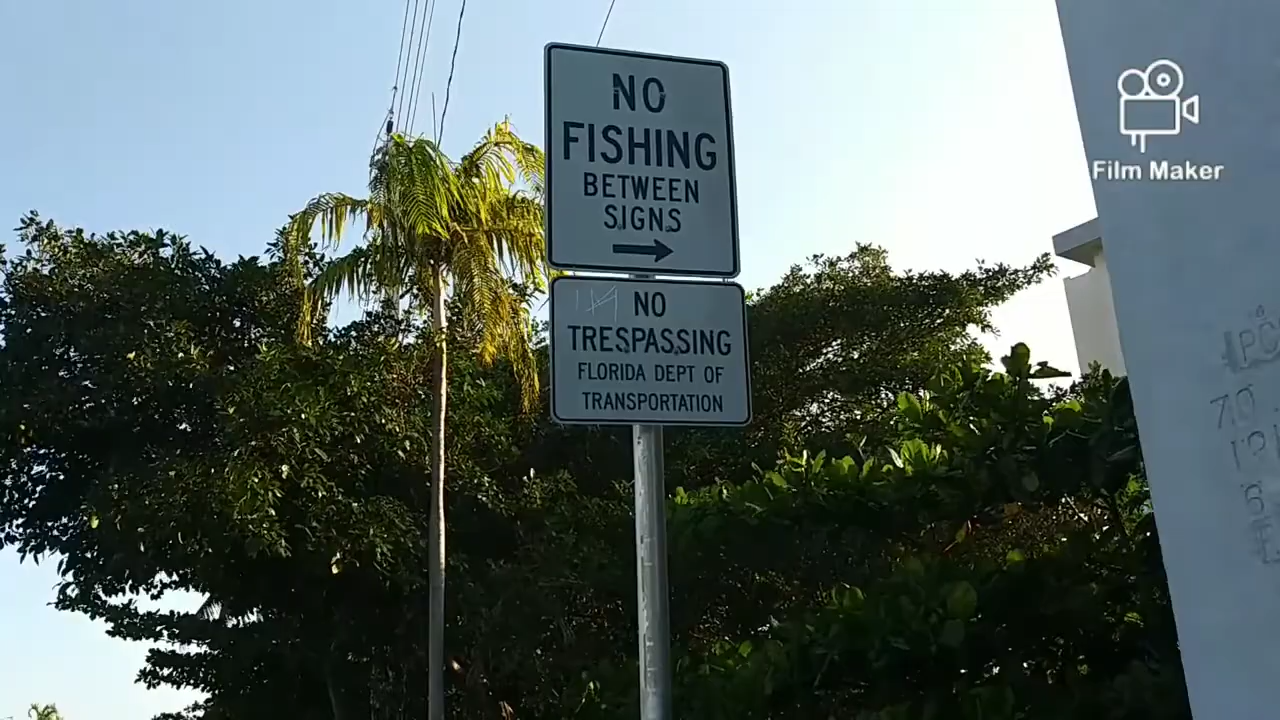 NO
FISHING
BETWEEN
SIGNS
NO
TRESPASSING
FLORIDA DEPT OF
TRANSPORTATION
Film Maker